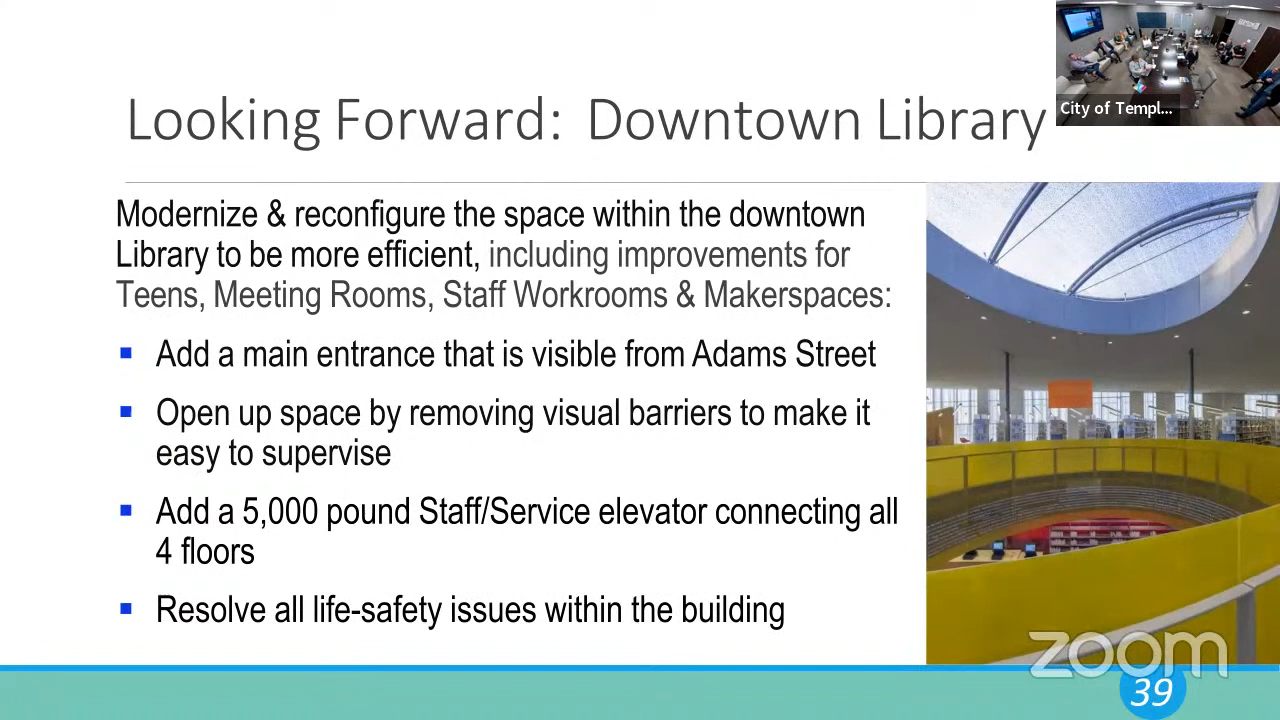 City of Templ...
Looking Forward: Downtown Library
Modernize & reconfigure the space within the downtown
Library to be more efficient, including improvements for
Teens, Meeting Rooms, Staff Workrooms & Makerspaces:
Add a main entrance that is visible from Adams Street
Open up space by removing visual barriers to make it
easy to supervise
Add a 5,000 pound Staff/Service elevator connecting all
4 floors
Resolve all life-safety issues within the building
zoom
39